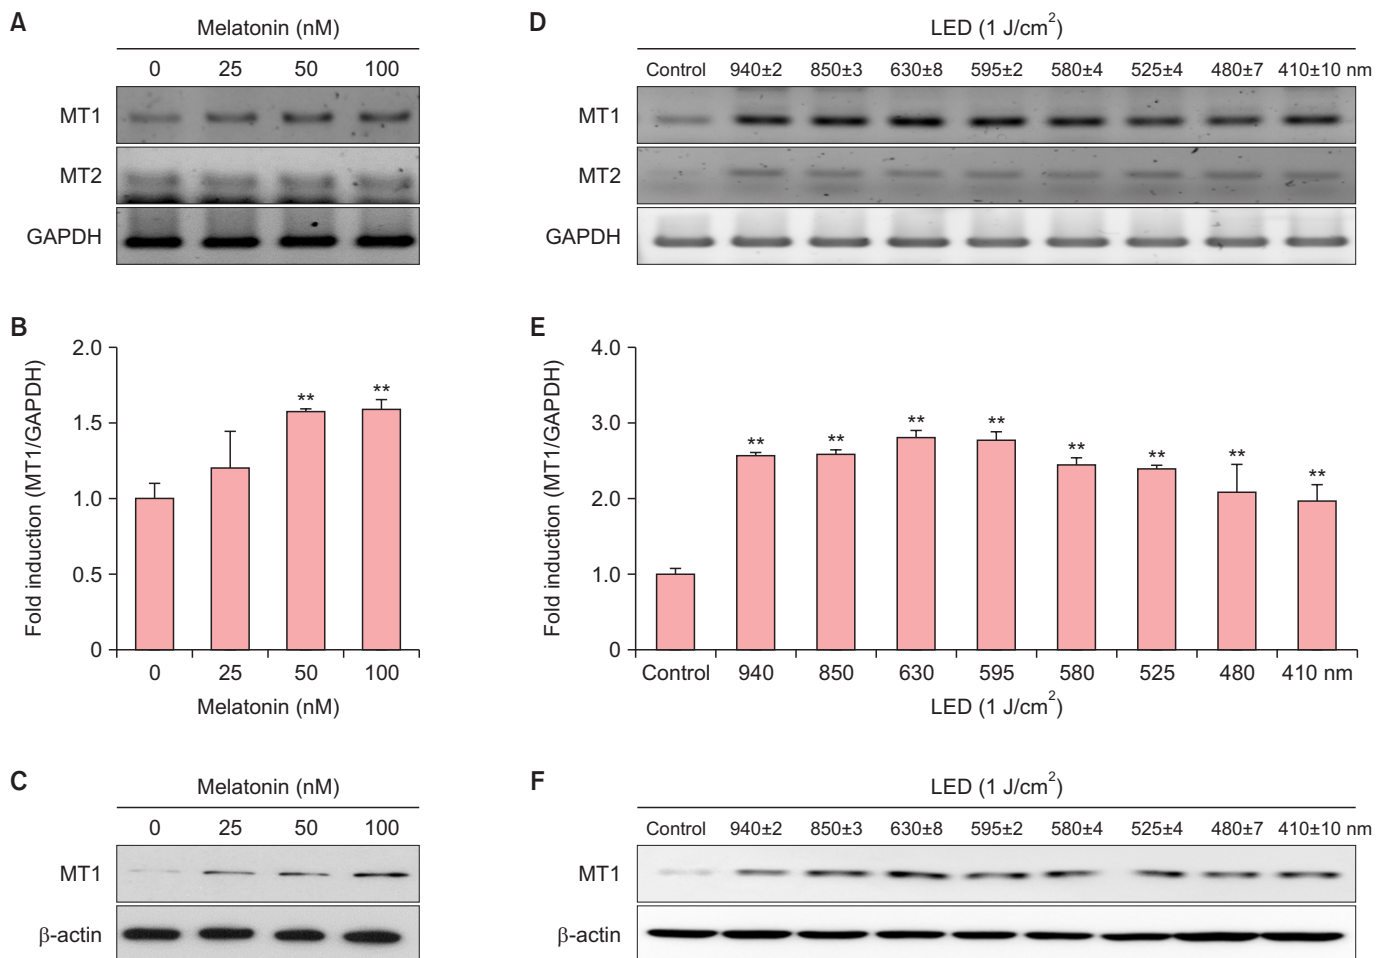 A
Melatonin (nM)
0 25 50 100
MT1
MT2
GAPDH
B
Fold induction (MT1/GAPDH)
2.0
1.5
1.0
0.5
0
**
**
0 25 50 100
Melatonin (nM)
C
Melatonin (nM)
0 25 50 100
MT1
β-actin
D
LED (1 J/cm²)
Control 940±2 850±3 630±8 595±2 580±4 525±4 480±7 410±10 nm
MT1
MT2
GAPDH
E
Fold induction (MT1/GAPDH)
4.0
3.0
2.0
1.0
0
** ** ** ** ** ** ** **
Control 940 850 630 595 580 525 480 410 nm
LED (1 J/cm²)
F
LED (1 J/cm²)
Control 940±2 850±3 630±8 595±2 580±4 525±4 480±7 410±10 nm
MT1
β-actin